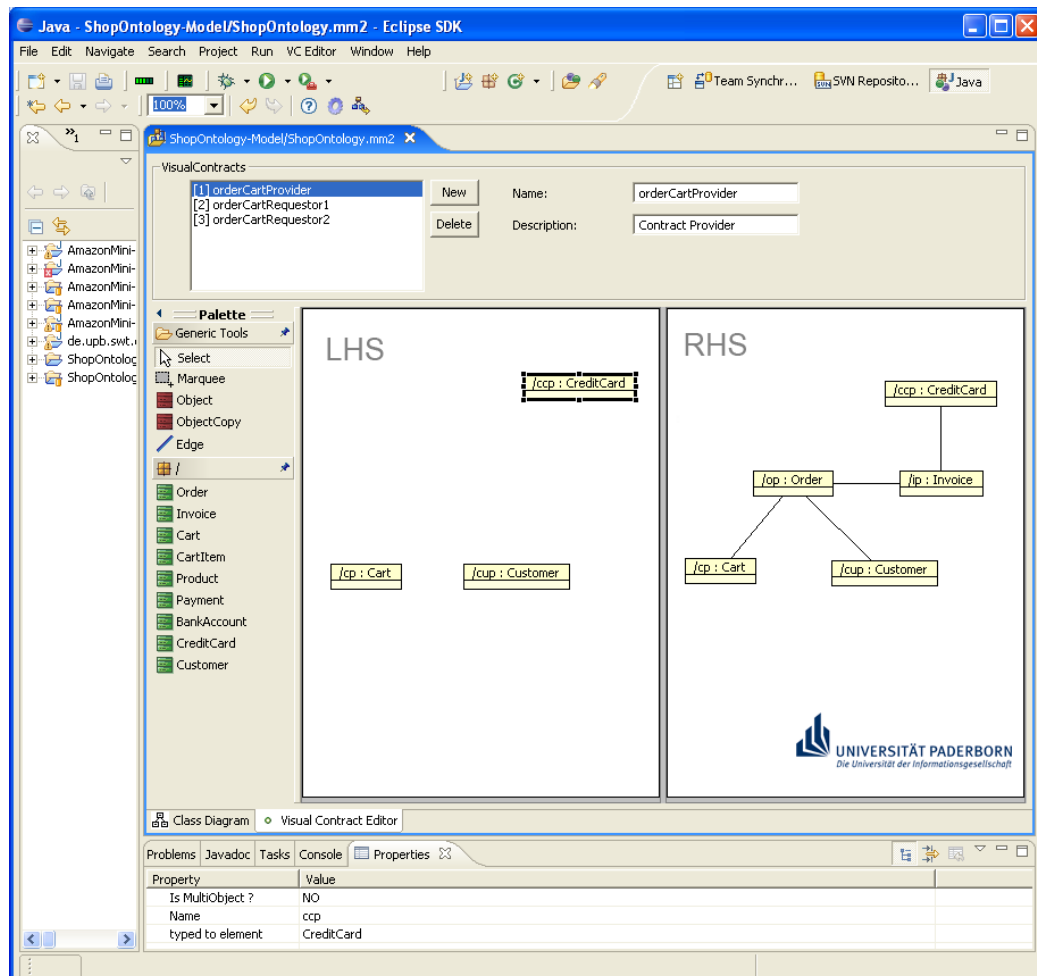 Java - ShopOntology-Model/ShopOntology.mm2 - Eclipse SDK
File Edit Navigate Search Project Run VC Editor Window Help
Team Synchr... SVN Reposito... Java
100%
1
ShopOntology-Model/ShopOntology.mm2
VisualContracts
[1] orderCartProvider New Name: orderCartProvider
[2] orderCartRequestor1
[3] orderCartRequestor2 Delete Description: Contract Provider
AmazonMini-
AmazonMini-
AmazonMini-
AmazonMini-
AmazonMini-
de.upb.swt.
ShopOntolog
ShopOntolog
Palette
Generic Tools
Select
Marquee
Object
ObjectCopy
Edge
/
Order
Invoice
Cart
CartItem
Product
Payment
BankAccount
CreditCard
Customer
LHS
/ccp : CreditCard
/cp : Cart /cup : Customer
RHS
/ccp : CreditCard
/op : Order /ip : Invoice
/cp : Cart /cup : Customer
UNIVERSITÄT PADERBORN
Die Universität der Informationsgesellschaft
Class Diagram Visual Contract Editor
Problems Javadoc Tasks Console Properties
Property Value
Is MultiObject ? NO
Name ccp
typed to element CreditCard